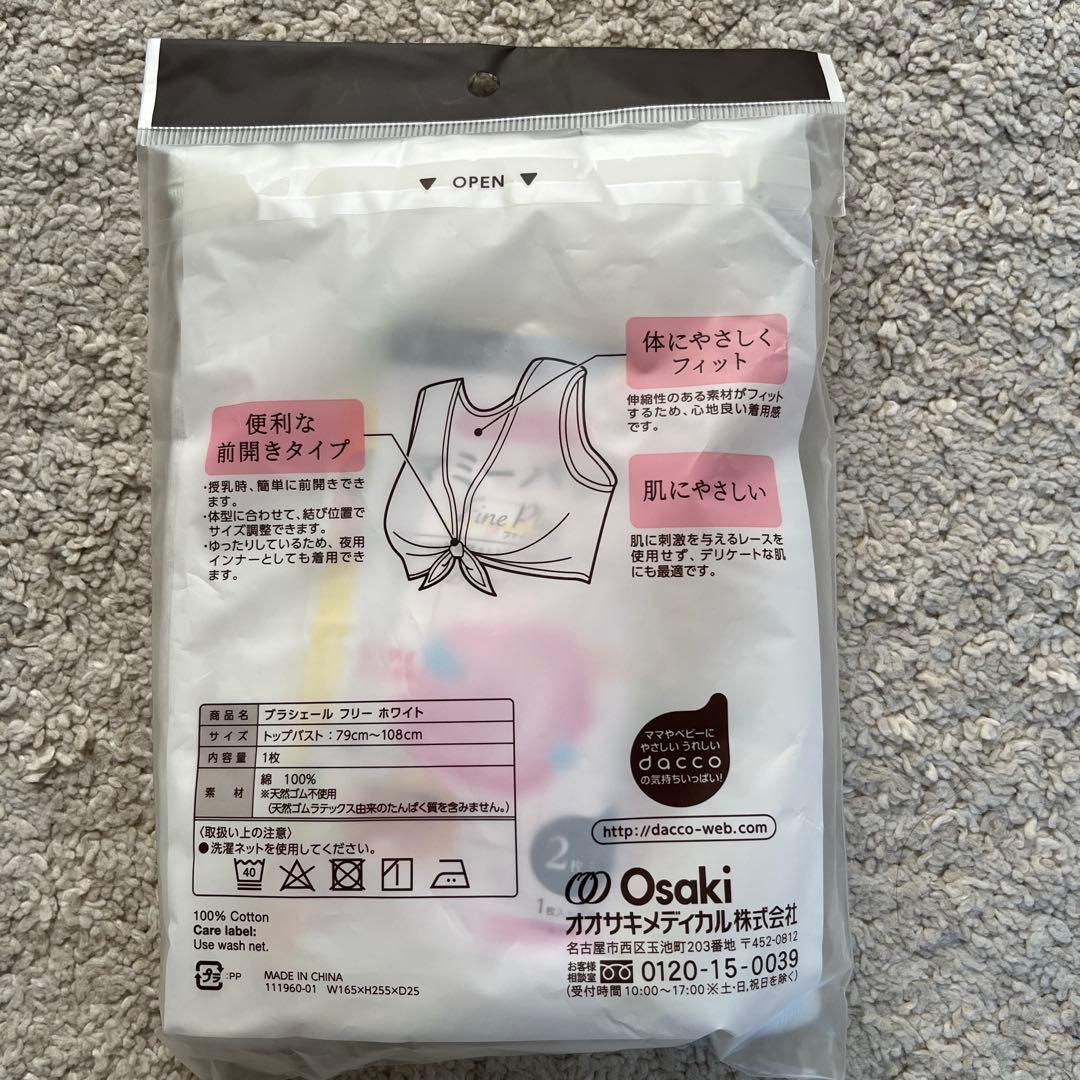 OPEN
体にやさしく
フィット
伸縮性のある素材がフィット
するため、心地良い着用感
です。
便利な
前開きタイプ
・授乳時、簡単に前開きでき
ます。
・体型に合わせて、結び位置で
サイズ調整できます。
・ゆったりしているため、夜用
インナーとしても着用でき
ます。
肌にやさしい
肌に刺激を与えるレースを
使用せず、デリケートな肌
にも最適です。
マミーパ
Fine P
商品名 ブラシェール フリー ホワイト
サイズ トップバスト:79cm〜108cm
内容量 1枚
素 材 綿 100%
※天然ゴム不使用
(天然ゴムラテックス由来のたんぱく質を含みません。)
〈取扱い上の注意〉
●洗濯ネットを使用してください。
40
100% Cotton
Care label:
Use wash net.
プラ :PP
MADE IN CHINA
111960-01 W165×H255×D25
ママやベビーに
やさしい うれしい
dacco
の気持ちいっぱい!
http://dacco-web.com
2
1枚入
Osaki
オオサキメディカル株式会社
名古屋市西区玉池町203番地 〒452-0812
お客様
相談室 0120-15-0039
(受付時間 10:00〜17:00 ※土・日,祝日を除く)